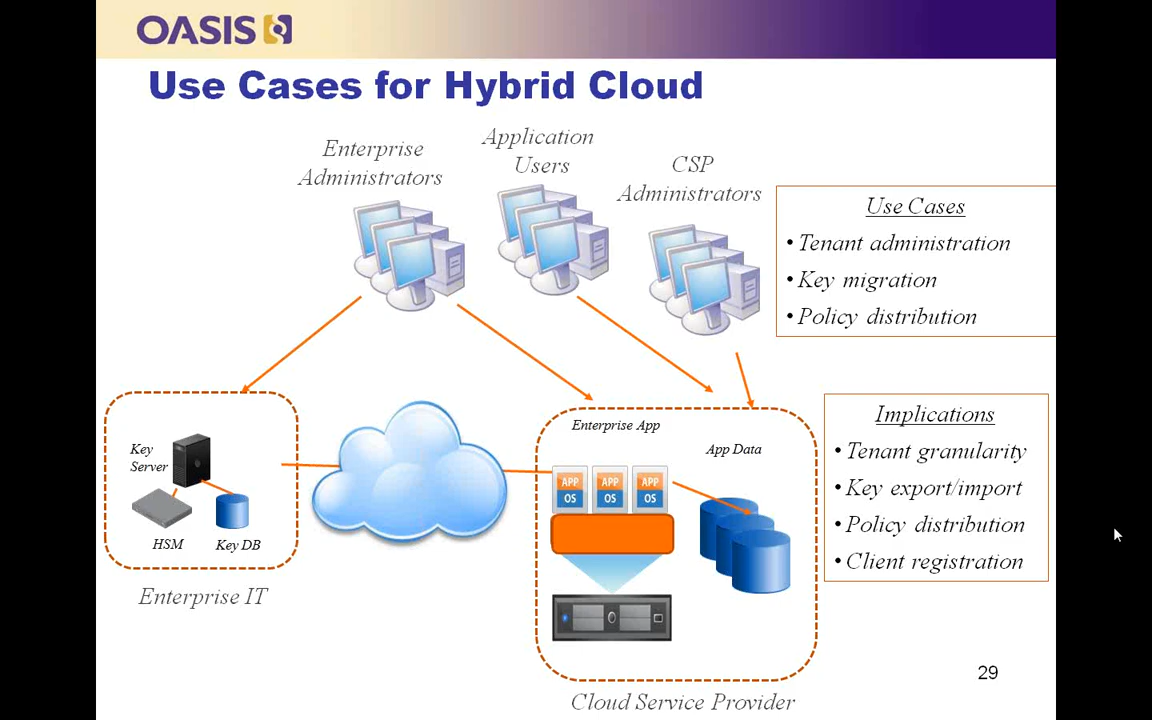 OASIS
Use Cases for Hybrid Cloud
Enterprise
Administrators
Application
Users
CSP
Administrators
Use Cases
• Tenant administration
• Key migration
• Policy distribution
Key
Server
HSM
Key DB
Enterprise IT
Enterprise App
App Data
APP
OS
APP
OS
APP
OS
Cloud Service Provider
Implications
• Tenant granularity
• Key export/import
• Policy distribution
• Client registration
29